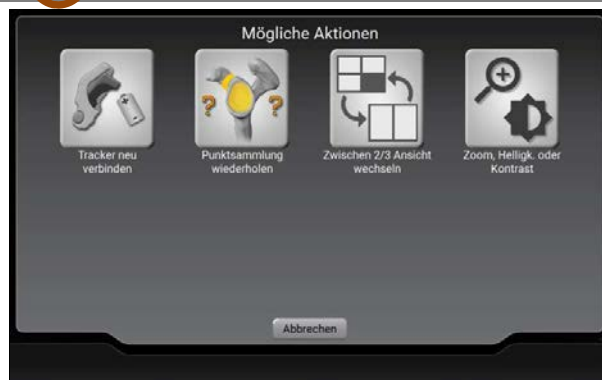 Mögliche Aktionen
Tracker neu
verbinden
Punktsammlung
wiederholen
Zwischen 2/3 Ansicht
wechseln
Zoom, Helligk. oder
Kontrast
Abbrechen